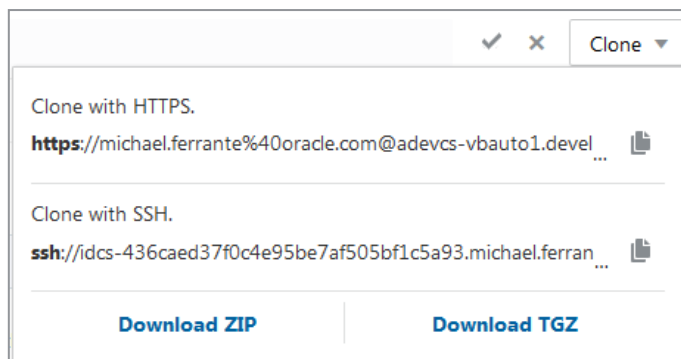 Clone
Clone with HTTPS.
https://michael.ferrante%40oracle.com@adevcs-vbauto1.devel...
Clone with SSH.
ssh://idcs-436caed37f0c4e95be7af505bf1c5a93.michael.ferran...
Download ZIP Download TGZ